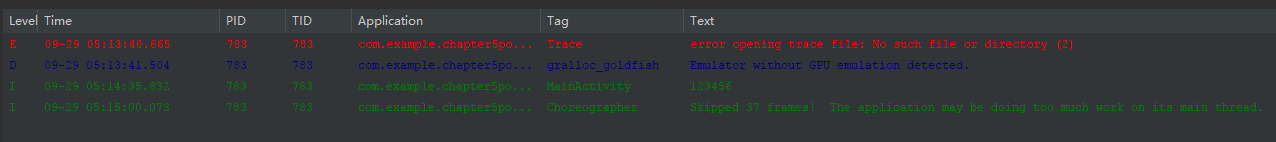 Level Time PID TID Application Tag Text
E 09-29 05:13:40.665 783 783 com.example.chapter5po... Trace error opening trace file: No such file or directory (2)
D 09-29 05:13:41.504 783 783 com.example.chapter5po... gralloc_goldfish Emulator without GPU emulation detected.
I 09-29 05:14:35.832 783 783 com.example.chapter5po... MainActivity 123456
I 09-29 05:15:00.073 783 783 com.example.chapter5po... Choreographer Skipped 37 frames!  The application may be doing too much work on its main thread.